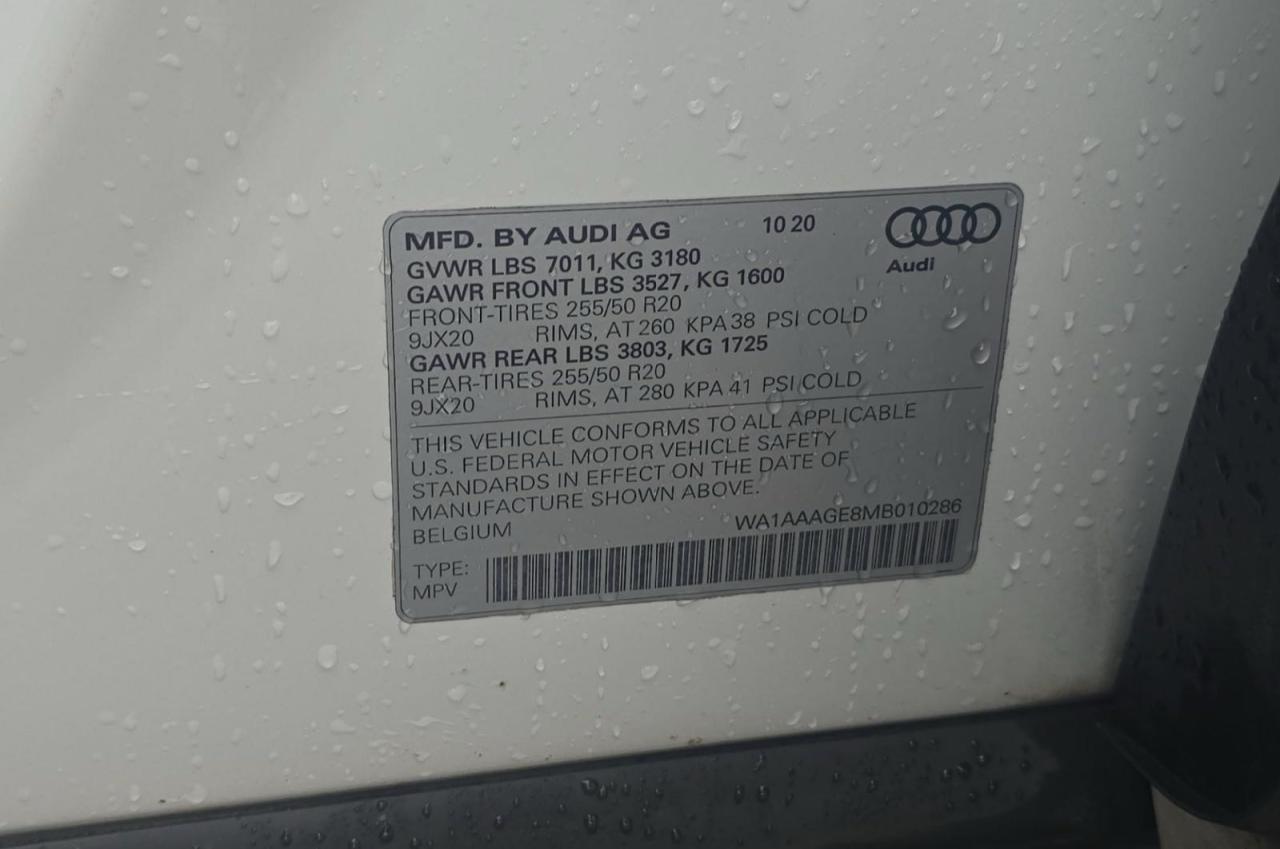 MFD. BY AUDI AG 10 20
GVWR LBS 7011, KG 3180
Audi
GAWR FRONT LBS 3527, KG 1600
FRONT-TIRES 255/50 R20
9JX20 RIMS, AT 260 KPA 38 PSI COLD
GAWR REAR LBS 3803, KG 1725
REAR-TIRES 255/50 R20
9JX20 RIMS, AT 280 KPA 41 PSI COLD
THIS VEHICLE CONFORMS TO ALL APPLICABLE
U.S. FEDERAL MOTOR VEHICLE SAFETY
STANDARDS IN EFFECT ON THE DATE OF
MANUFACTURE SHOWN ABOVE.
BELGIUM WA1AAAGE8MB010286
TYPE:
MPV